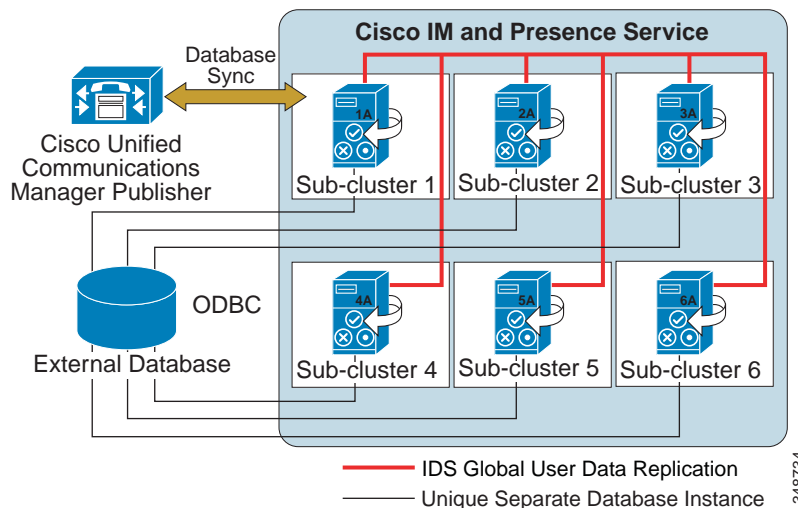 Cisco IM and Presence Service
Database
Sync
Cisco Unified
Communications
Manager Publisher
1A
Sub-cluster 1
2A
Sub-cluster 2
3A
Sub-cluster 3
ODBC
External Database
4A
Sub-cluster 4
5A
Sub-cluster 5
6A
Sub-cluster 6
IDS Global User Data Replication
Unique Separate Database Instance